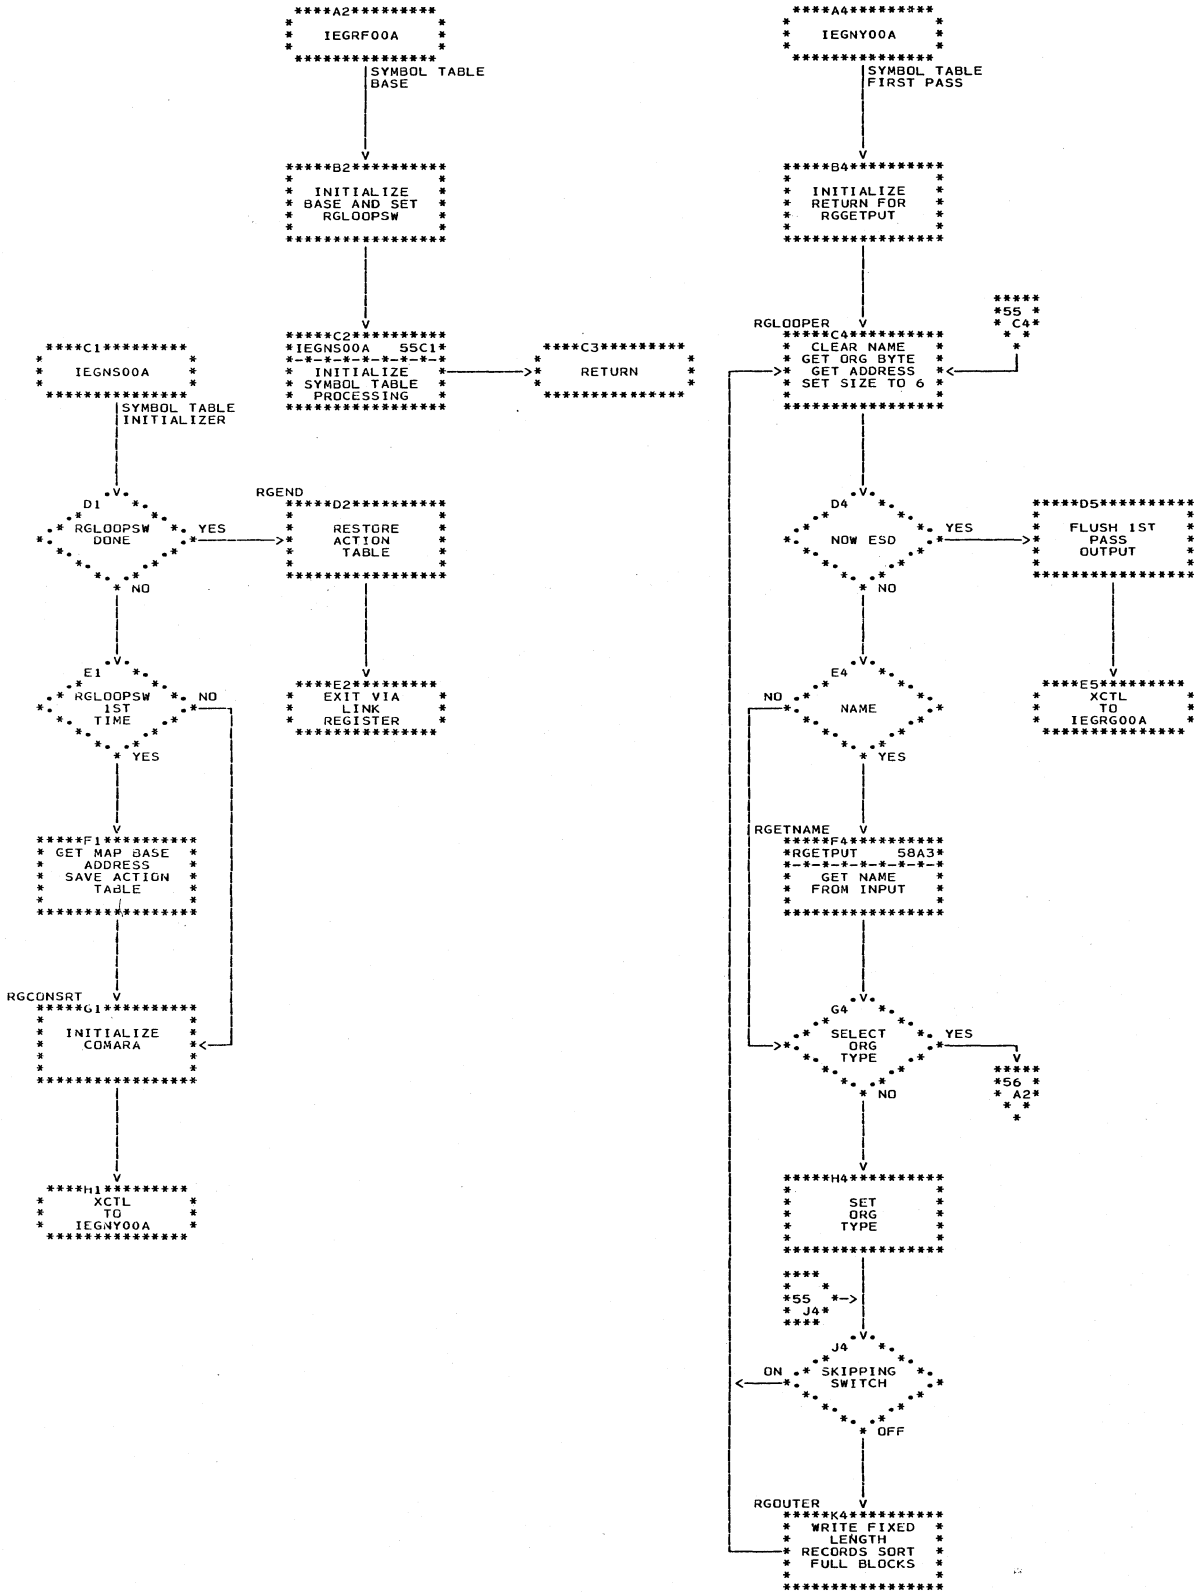 A2
IEGRF00A
SYMBOL TABLE
BASE
B2
INITIALIZE
BASE AND SET
RGLOOPSW
C2
IEGNS00A 55C1
INITIALIZE
SYMBOL TABLE
PROCESSING
C3
RETURN
C1
IEGNS00A
SYMBOL TABLE
INITIALIZER
D1
RGLOOPSW
DONE
YES
NO
RGEND
D2
RESTORE
ACTION
TABLE
E2
EXIT VIA
LINK
REGISTER
E1
RGLOOPSW
1ST
TIME
NO
YES
F1
GET MAP BASE
ADDRESS
SAVE ACTION
TABLE
RGCONSRT
G1
INITIALIZE
COMARA
H1
XCTL
TO
IEGNY00A
A4
IEGNY00A
SYMBOL TABLE
FIRST PASS
B4
INITIALIZE
RETURN FOR
RGGETPUT
55
C4
RGLOOPER
C4
CLEAR NAME
GET ORG BYTE
GET ADDRESS
SET SIZE TO 6
D4
NOW ESD
YES
NO
D5
FLUSH 1ST
PASS
OUTPUT
E5
XCTL
TO
IEGRG00A
E4
NAME
NO
YES
RGETNAME
F4
RGETPUT 58A3
GET NAME
FROM INPUT
G4
SELECT
ORG
TYPE
YES
NO
56
A2
H4
SET
ORG
TYPE
55
J4
J4
SKIPPING
SWITCH
ON
OFF
RGOUTER
K4
WRITE FIXED
LENGTH
RECORDS SORT
FULL BLOCKS